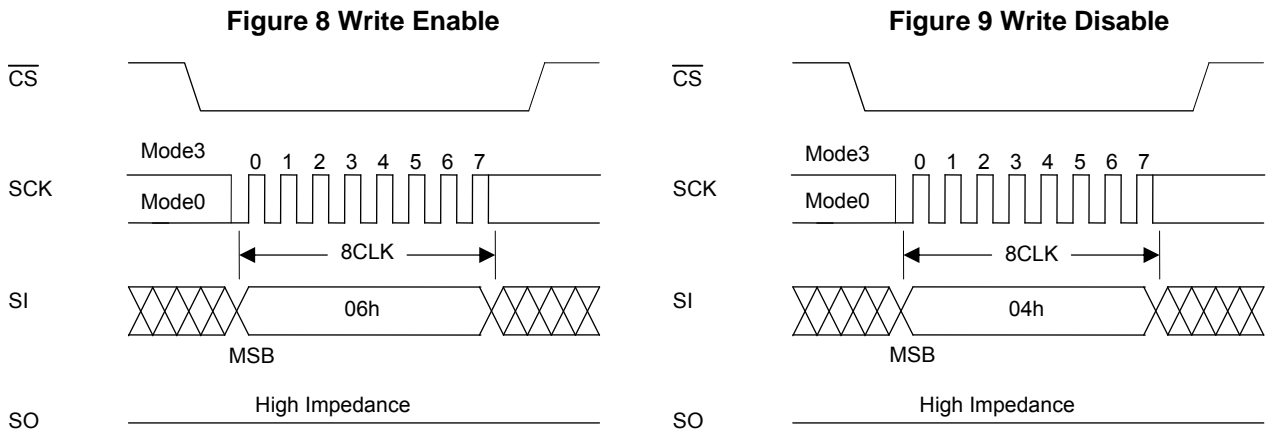 Figure 8 Write Enable
CS
Mode3
0 1 2 3 4 5 6 7
SCK
Mode0
8CLK
SI
06h
MSB
High Impedance
SO
Figure 9 Write Disable
CS
Mode3
0 1 2 3 4 5 6 7
SCK
Mode0
8CLK
SI
04h
MSB
High Impedance
SO